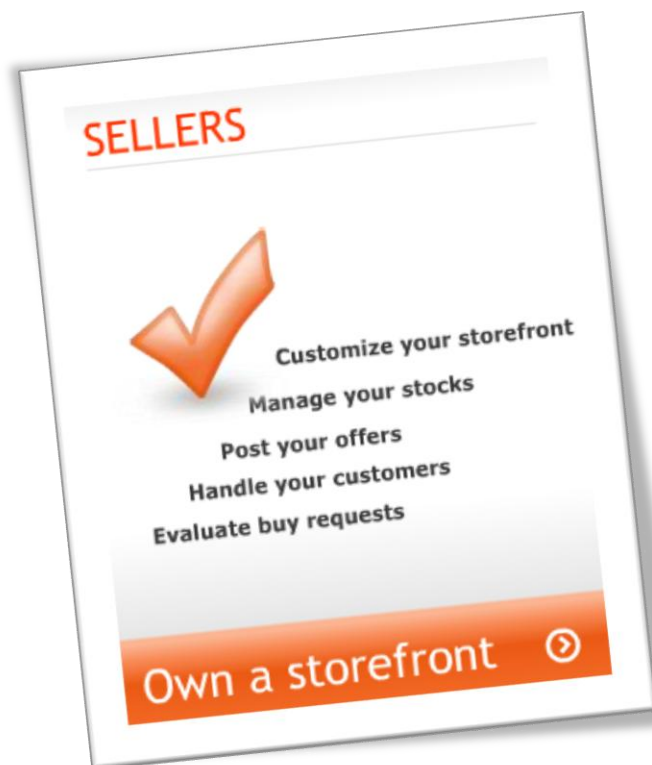 SELLERS
Customize your storefront
Manage your stocks
Post your offers
Handle your customers
Evaluate buy requests
Own a storefront